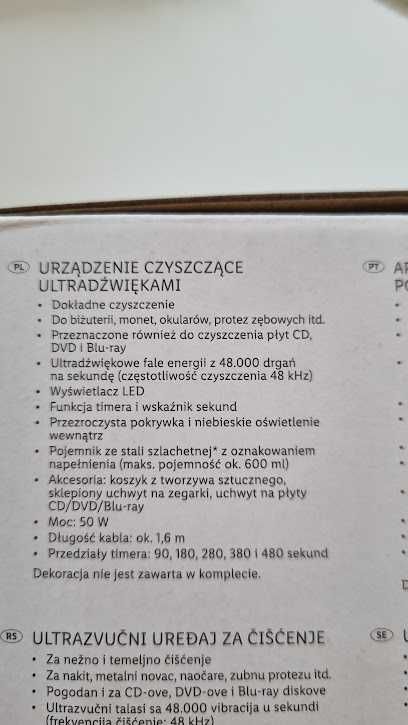 PL URZĄDZENIE CZYSZCZĄCE
ULTRADŹWIĘKAMI
• Dokładne czyszczenie
• Do biżuterii, monet, okularów, protez zębowych itd.
• Przeznaczone również do czyszczenia płyt CD,
DVD i Blu-ray
• Ultradźwiękowe fale energii z 48.000 drgań
na sekundę (częstotliwość czyszczenia 48 kHz)
• Wyświetlacz LED
• Funkcja timera i wskaźnik sekund
• Przezroczysta pokrywka i niebieskie oświetlenie
wewnątrz
• Pojemnik ze stali szlachetnej* z oznakowaniem
napełnienia (maks. pojemność ok. 600 ml)
• Akcesoria: koszyk z tworzywa sztucznego,
sklepiony uchwyt na zegarki, uchwyt na płyty
CD/DVD/Blu-ray
• Moc: 50 W
• Długość kabla: ok. 1,6 m
• Przedziały timera: 90, 180, 280, 380 i 480 sekund
Dekoracja nie jest zawarta w komplecie.
RS ULTRAZVUČNI UREĐAJ ZA ČIŠĆENJE
• Za nežno i temeljno čišćenje
• Za nakit, metalni novac, naočare, zubnu protezu itd.
• Pogodan i za CD-ove, DVD-ove i Blu-ray diskove
• Ultrazvučni talasi sa 48.000 vibracija u sekundi
(frekvencija čišćenja: 48 kHz)
PT
SE